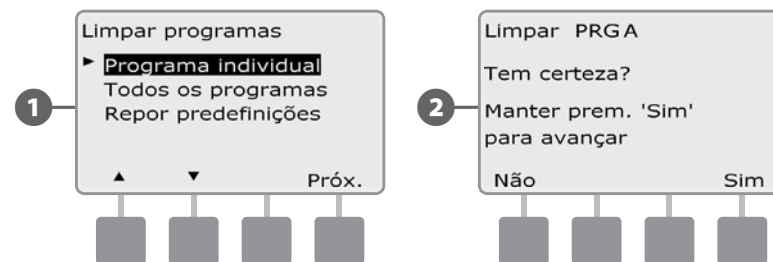 1
Limpar programas
► Programa individual
Todos os programas
Repor predefinições
▲ ▼ Próx.
2
Limpar PRG A
Tem certeza?
Manter prem. 'Sim'
para avançar
Não Sim